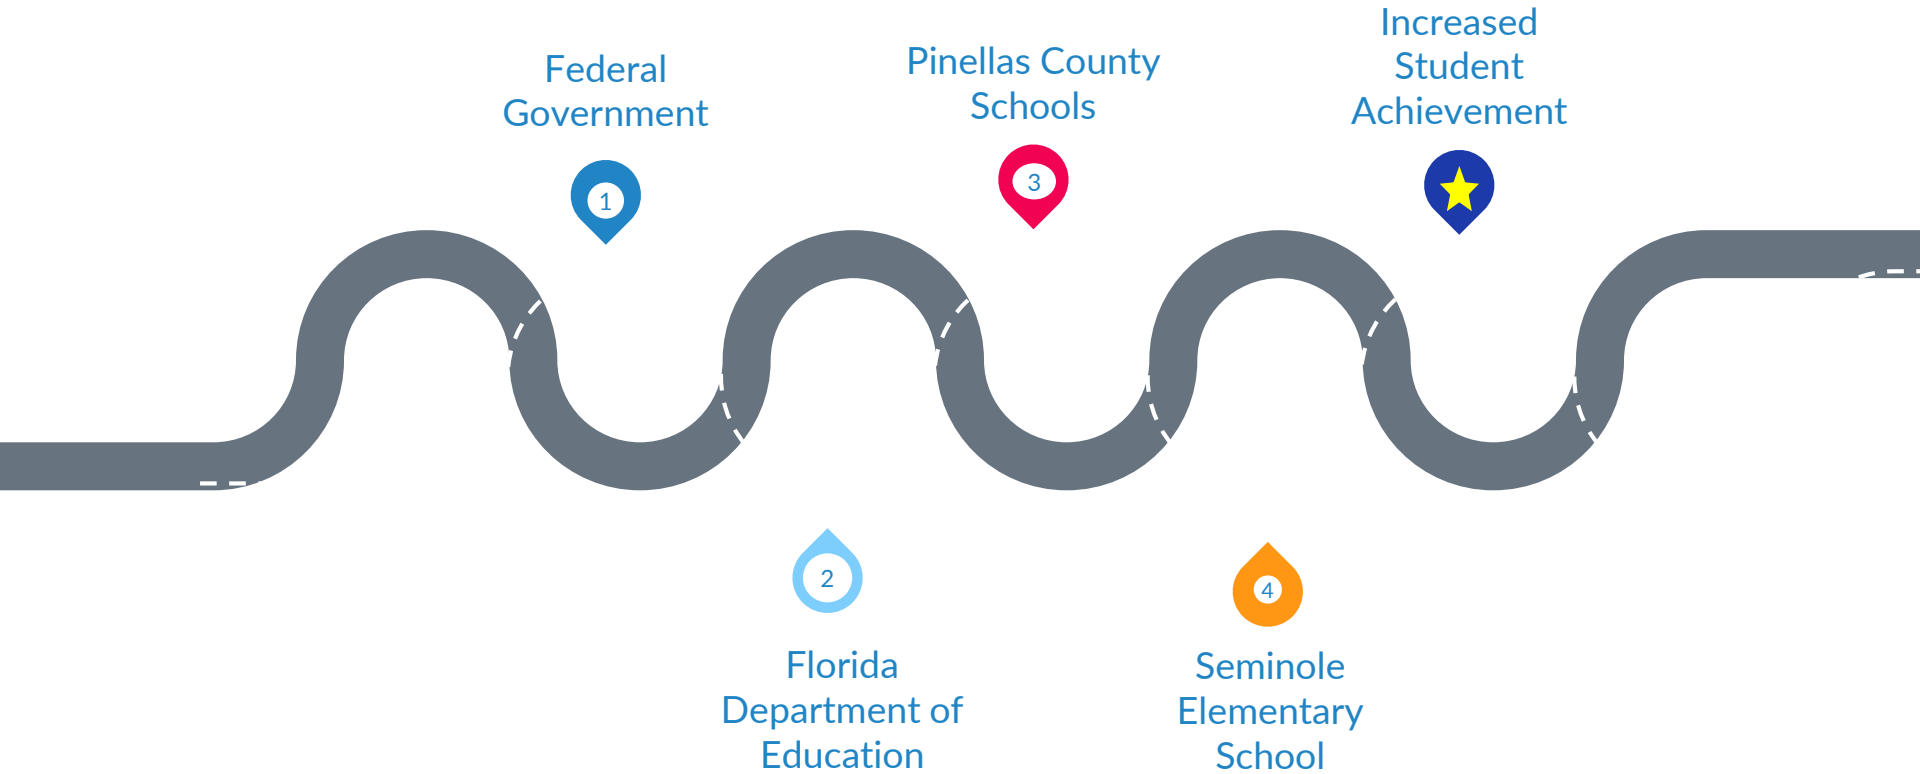 Federal
Government
1
2
Florida
Department of
Education
Pinellas County
Schools
3
4
Seminole
Elementary
School
Increased
Student
Achievement